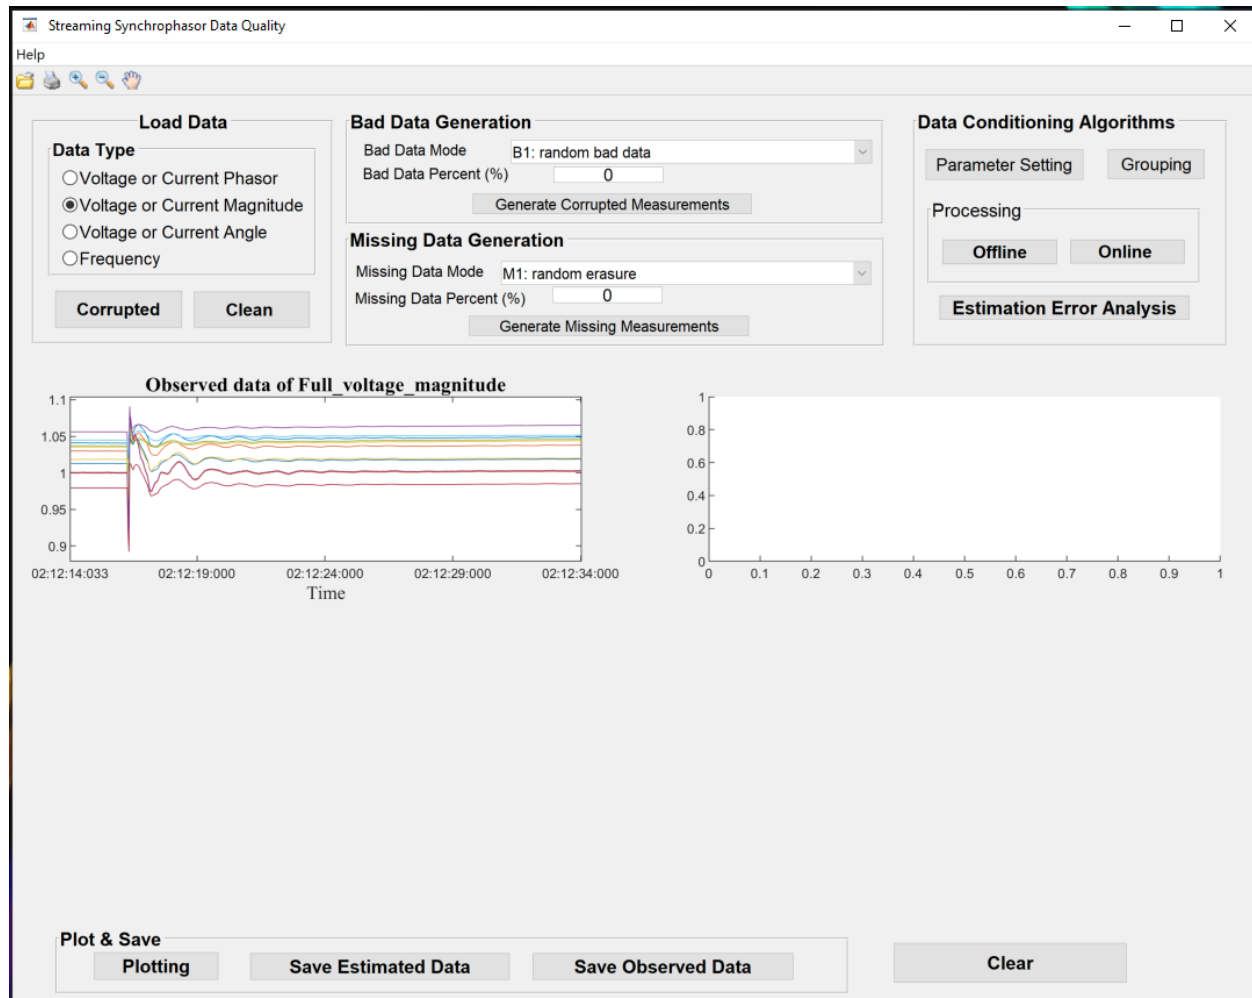 Streaming Synchrophasor Data Quality
Help
Load Data
Data Type
Voltage or Current Phasor
Voltage or Current Magnitude
Voltage or Current Angle
Frequency
Corrupted
Clean
Bad Data Generation
Bad Data Mode
B1: random bad data
Bad Data Percent (%)
0
Generate Corrupted Measurements
Missing Data Generation
Missing Data Mode
M1: random erasure
Missing Data Percent (%)
0
Generate Missing Measurements
Data Conditioning Algorithms
Parameter Setting
Grouping
Processing
Offline
Online
Estimation Error Analysis
Observed data of Full_voltage_magnitude
1.1
1.05
1
0.95
0.9
02:12:14:033
02:12:19:000
02:12:24:000
02:12:29:000
02:12:34:000
Time
1
0.8
0.6
0.4
0.2
0
0
0.1
0.2
0.3
0.4
0.5
0.6
0.7
0.8
0.9
1
Plot & Save
Plotting
Save Estimated Data
Save Observed Data
Clear